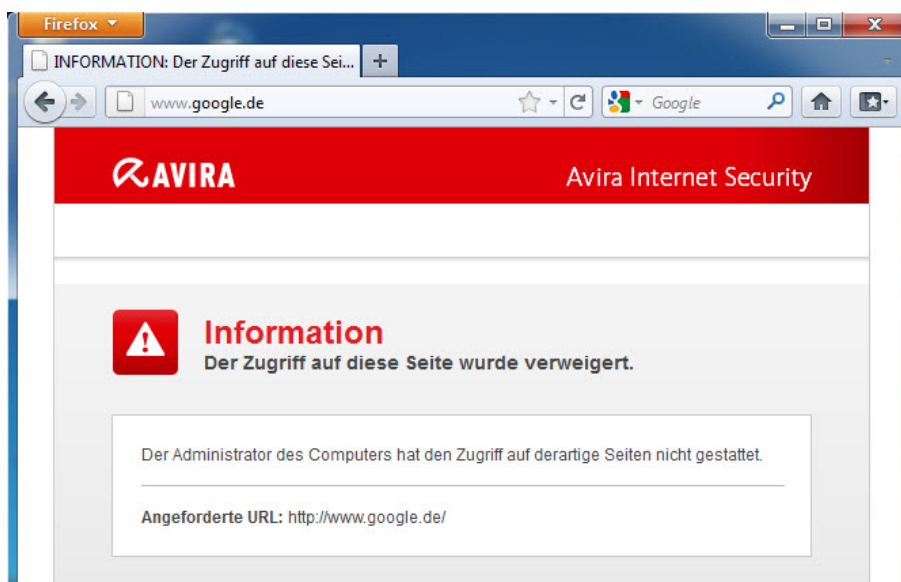 Firefox
INFORMATION: Der Zugriff auf diese Sei...
www.google.de
Google
AVIRA
Avira Internet Security
Information
Der Zugriff auf diese Seite wurde verweigert.
Der Administrator des Computers hat den Zugriff auf derartige Seiten nicht gestattet.
Angeforderte URL: http://www.google.de/